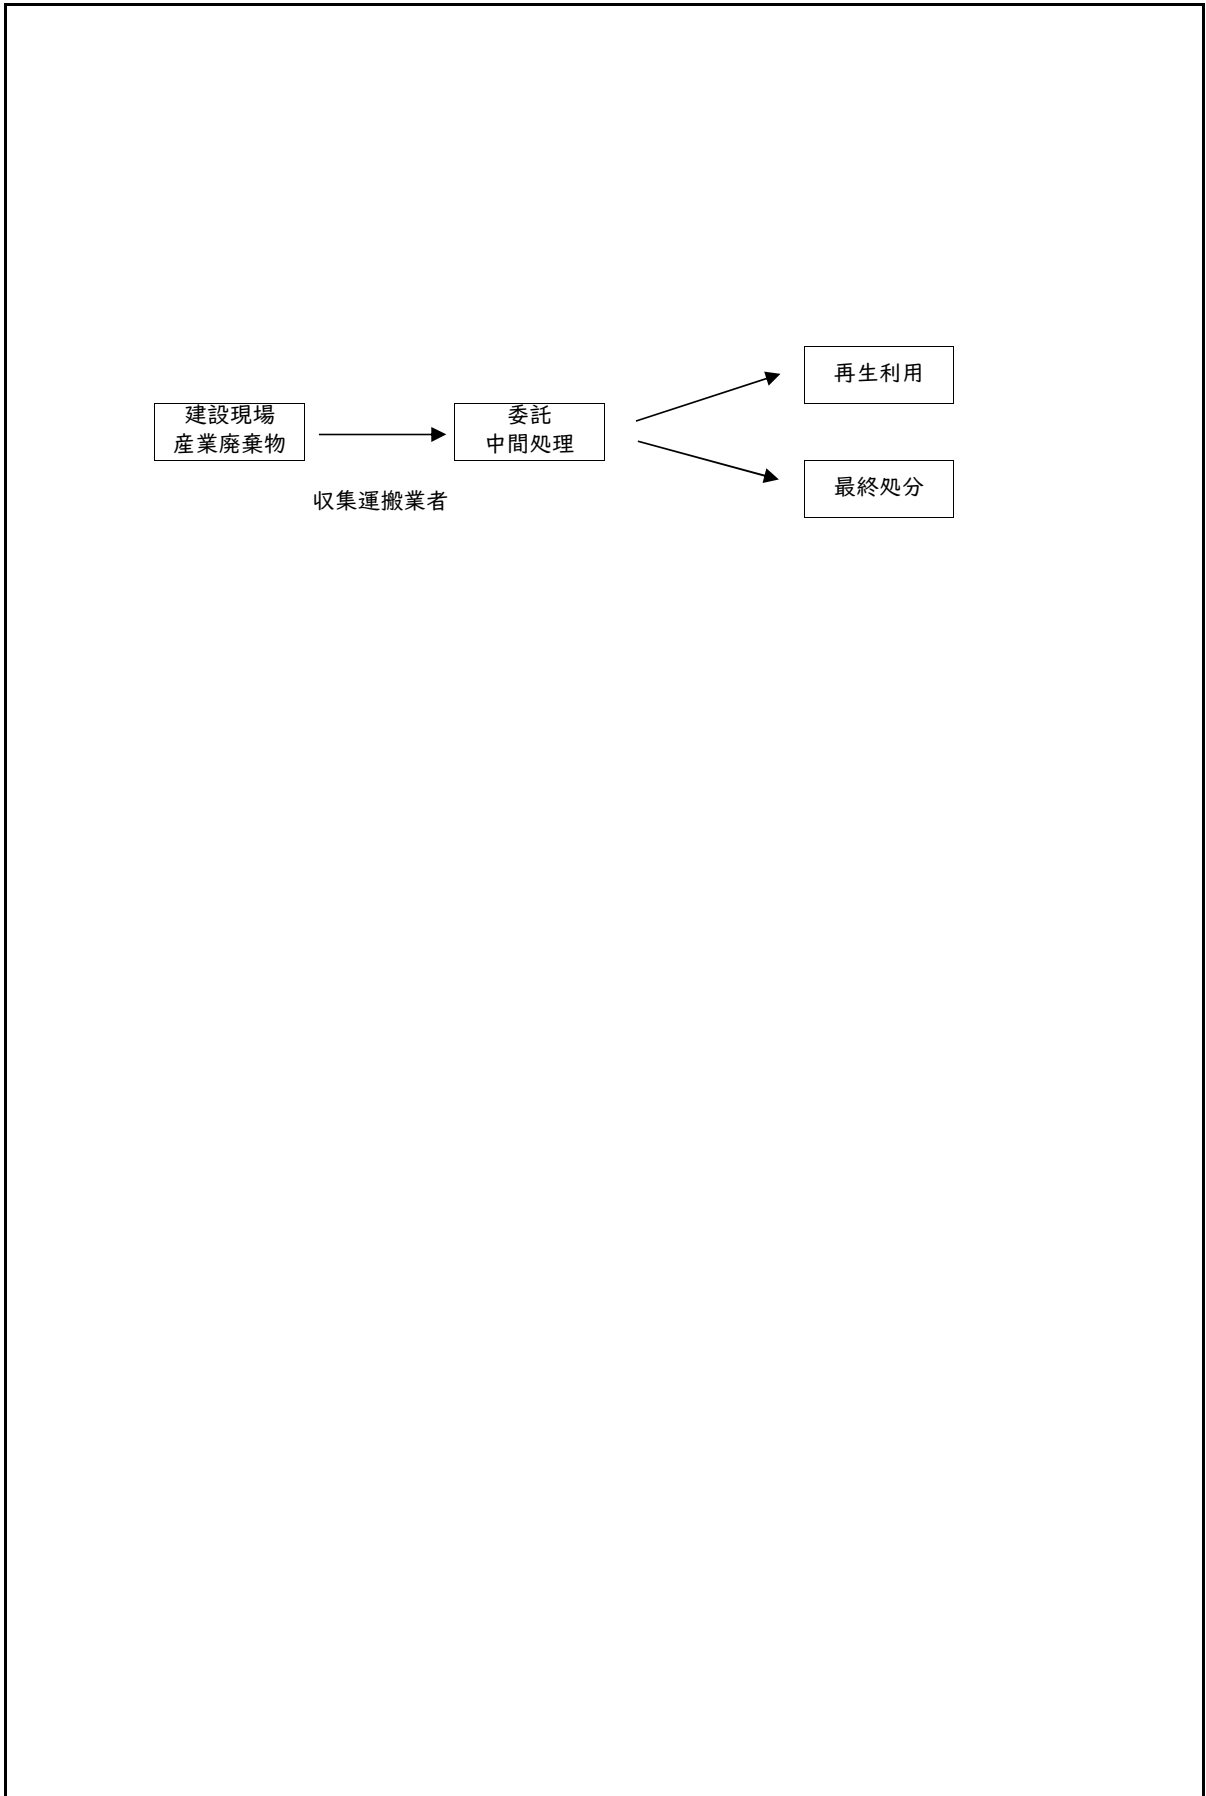 建設現場
産業廃棄物
収集運搬業者
委託
中間処理
再生利用
最終処分